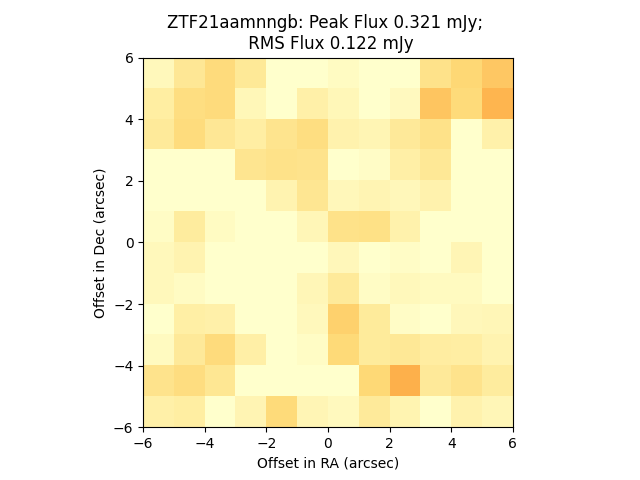 ZTF21aamnngb: Peak Flux 0.321 mJy;
RMS Flux 0.122 mJy
6
4
2
0
−2
−4
−6
Offset in Dec (arcsec)
−6 −4 −2 0 2 4 6
Offset in RA (arcsec)